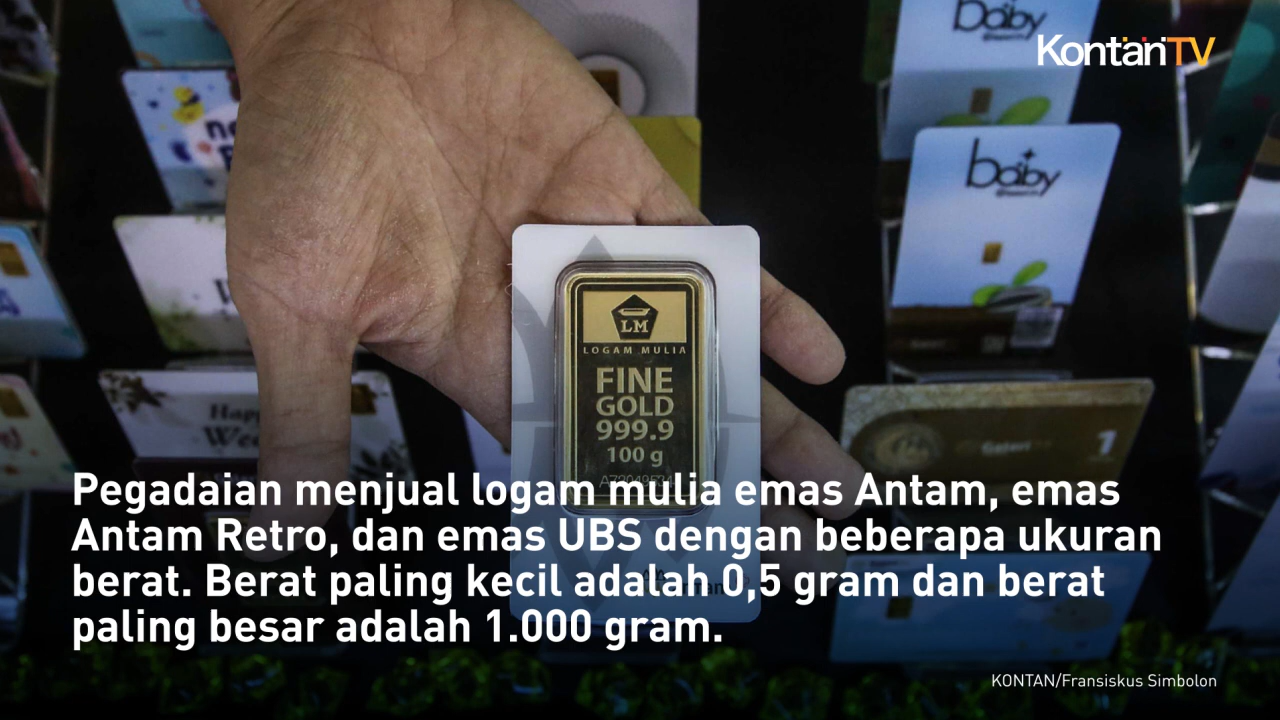 baby
KontanTV
baby
LM
LOGAM MULIA
FINE
GOLD
999.9
100 g
Pegadaian menjual logam mulia emas Antam, emas
Antam Retro, dan emas UBS dengan beberapa ukuran
berat. Berat paling kecil adalah 0,5 gram dan berat
paling besar adalah 1.000 gram.
KONTAN/Fransiskus Simbolon